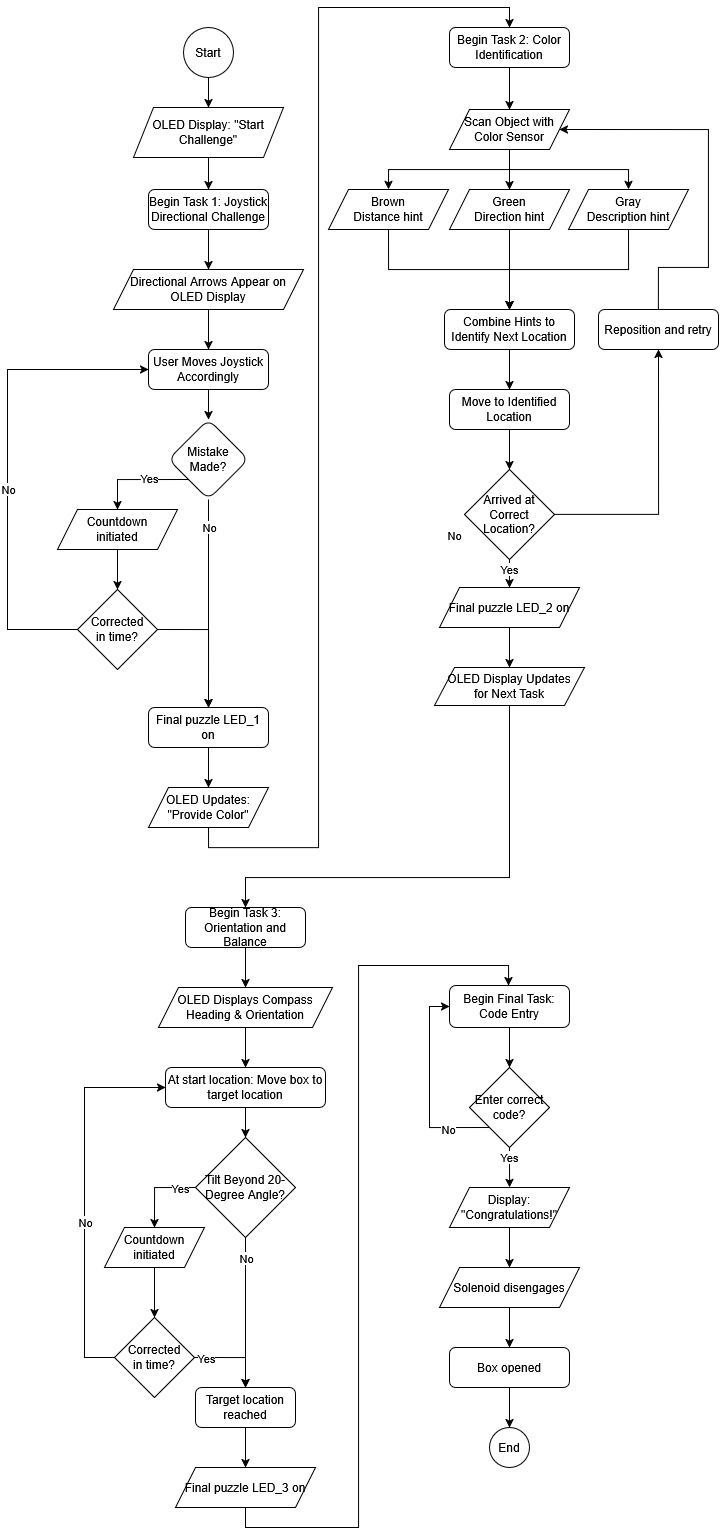 Start
OLED Display: "Start
Challenge"
Begin Task 1: Joystick
Directional Challenge
Directional Arrows Appear on
OLED Display
User Moves Joystick
Accordingly
Mistake
Made?
Yes
No
No
Countdown
initiated
Corrected
in time?
Final puzzle LED_1
on
OLED Updates:
"Provide Color"
Begin Task 2: Color
Identification
Scan Object with
Color Sensor
Brown
Distance hint
Green
Direction hint
Gray
Description hint
Combine Hints to
Identify Next Location
Reposition and retry
Move to Identified
Location
Arrived at
Correct
Location?
No
Yes
Final puzzle LED_2 on
OLED Display Updates
for Next Task
Begin Task 3:
Orientation and
Balance
OLED Displays Compass
Heading & Orientation
At start location: Move box to
target location
Tilt Beyond 20-
Degree Angle?
Yes
No
No
Countdown
initiated
Corrected
in time?
Yes
Target location
reached
Final puzzle LED_3 on
Begin Final Task:
Code Entry
Enter correct
code?
No
Yes
Display:
"Congratulations!"
Solenoid disengages
Box opened
End